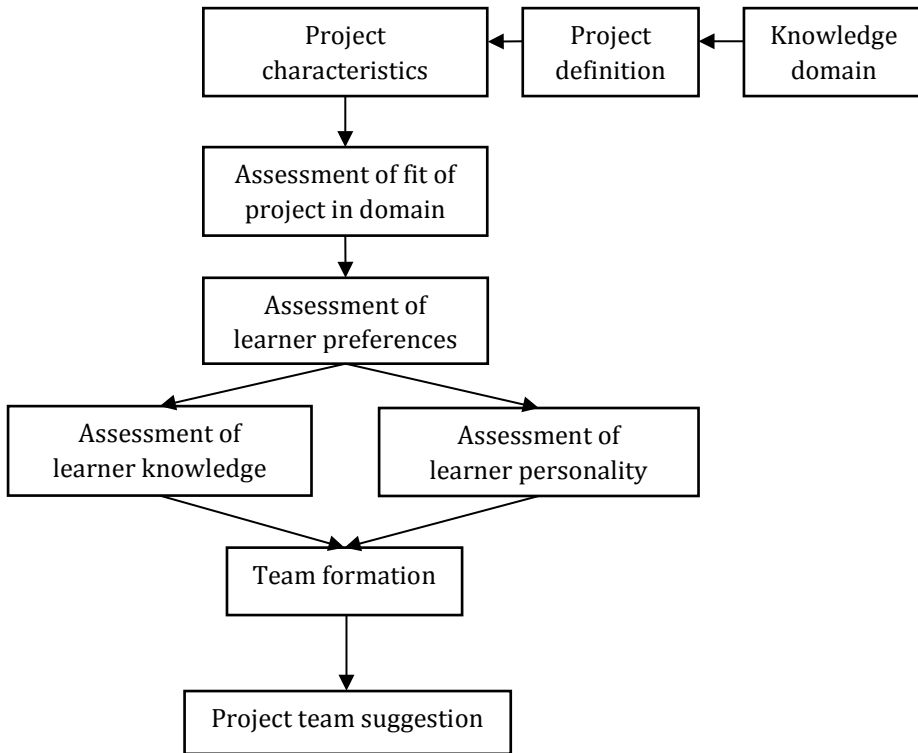 Project
characteristics
Project
definition
Knowledge
domain
Assessment of fit of
project in domain
Assessment of
learner preferences
Assessment of
learner knowledge
Assessment of
learner personality
Team formation
Project team suggestion